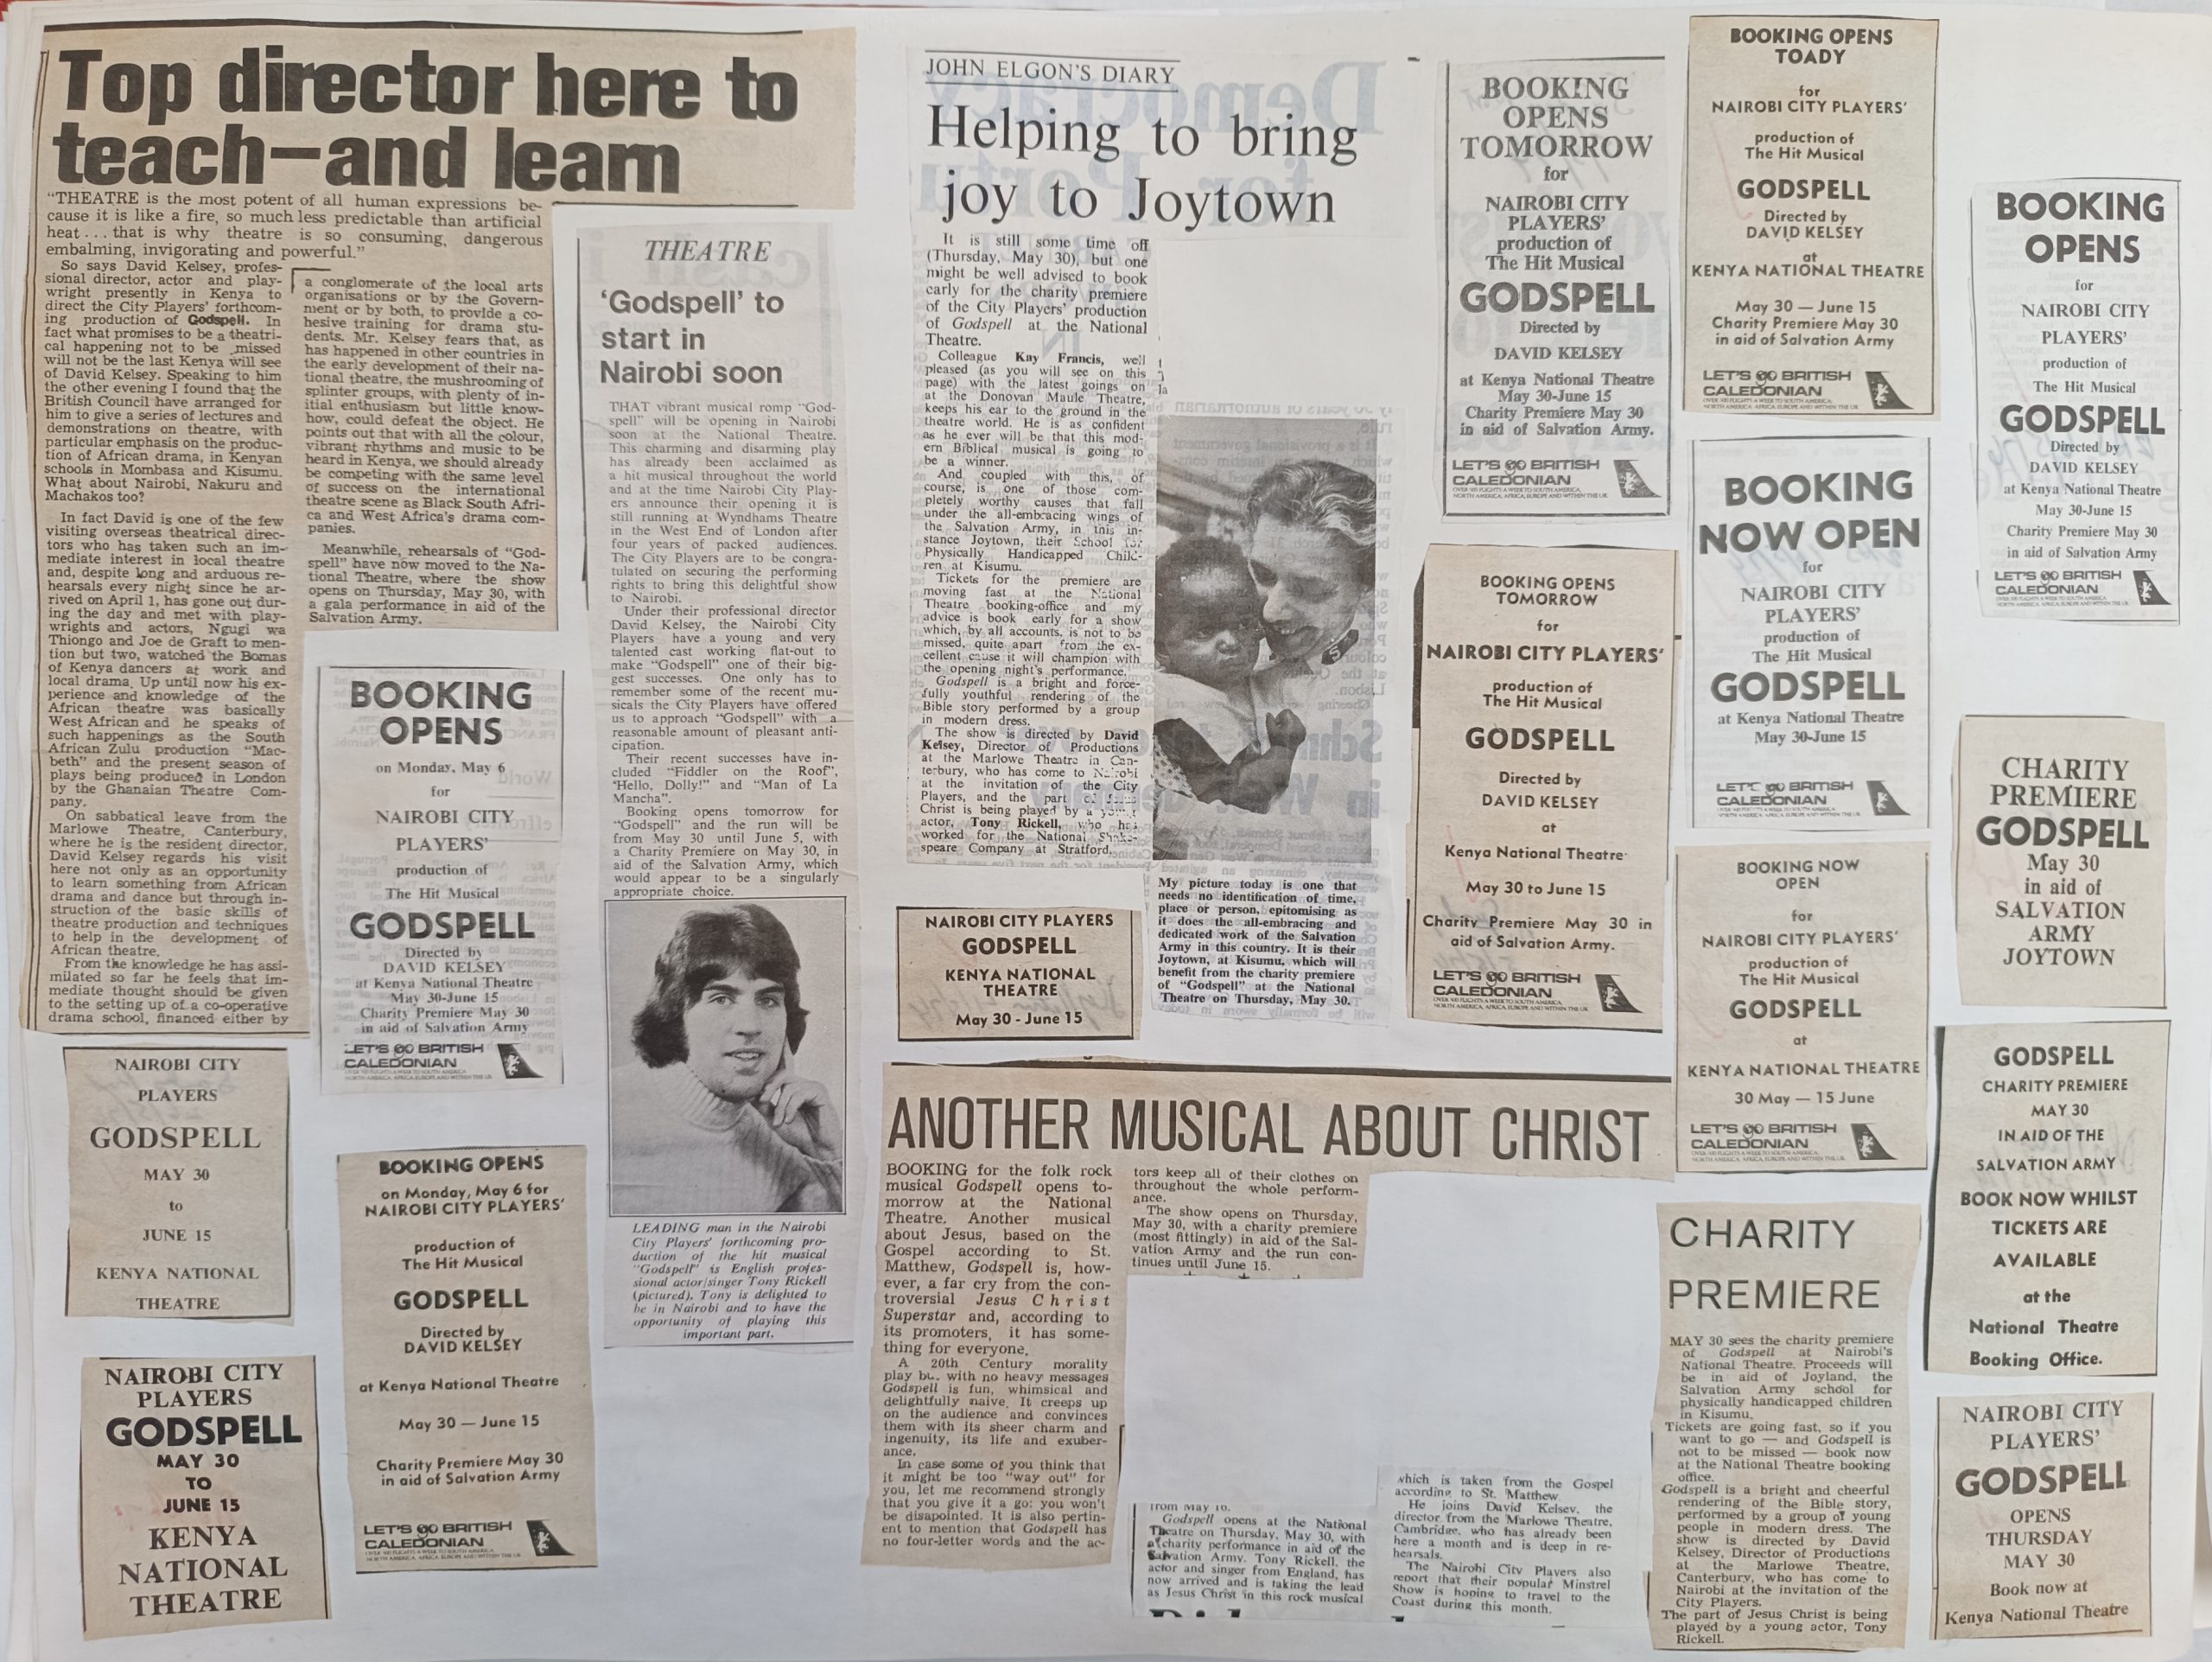 Top director here to
teach—and learn
"THEATRE is the most potent of all human expressions be-
cause it is like a fire, so much less predictable than artificial
heat . . . that is why theatre is so consuming, dangerous
embalming, invigorating and powerful."
So says David Kelsey, profes-
sional director, actor and play-
wright presently in Kenya to
direct the City Players' forthcom-
ing production of Godspell. In
fact what promises to be a theatri-
cal happening not to be missed
will not be the last Kenya will see
of David Kelsey. Speaking to him
the other evening I found that the
British Council have arranged for
him to give a series of lectures and
demonstrations on theatre, with
particular emphasis on the produc-
tion of African drama, in Kenyan
schools in Mombasa and Kisumu.
What about Nairobi, Nakuru and
Machakos too?
In fact David is one of the few
visiting overseas theatrical direc-
tors who has taken such an im-
mediate interest in local theatre
and, despite long and arduous re-
hearsals every night since he ar-
rived on April 1, has gone out dur-
ing the day and met with play-
wrights and actors, Ngugi wa
Thiongo and Joe de Graft to men-
tion but two, watched the Bomas
of Kenya dancers at work and
local drama. Up until now his ex-
perience and knowledge of the
African theatre was basically
West African and he speaks of
such happenings as the South
African Zulu production "Mac-
beth" and the present season of
plays being produced in London
by the Ghanaian Theatre Com-
pany.
On sabbatical leave from the
Marlowe Theatre, Canterbury,
where he is the resident director,
David Kelsey regards his visit
here not only as an opportunity
to learn something from African
drama and dance but through in-
struction of the basic skills of
theatre production and techniques
to help in the development of
African theatre.
From the knowledge he has assi-
milated so far he feels that im-
mediate thought should be given
to the setting up of a co-operative
drama school, financed either by
a conglomerate of the local arts
organisations or by the Govern-
ment or by both, to provide a co-
hesive training for drama stu-
dents. Mr. Kelsey fears that, as
has happened in other countries in
the early development of their na-
tional theatre, the mushrooming of
splinter groups, with plenty of in-
itial enthusiasm but little know-
how, could defeat the object. He
points out that with all the colour,
vibrant rhythms and music to be
heard in Kenya, we should already
be competing with the same level
of success on the international
theatre scene as Black South Afri-
ca and West Africa's drama com-
panies.
Meanwhile, rehearsals of "God-
spell" have now moved to the Na-
tional Theatre, where the show
opens on Thursday, May 30, with
a gala performance in aid of the
Salvation Army.
BOOKING
OPENS
on Monday, May 6
for
NAIROBI CITY
PLAYERS'
production of
The Hit Musical
GODSPELL
Directed by
DAVID KELSEY
at Kenya National Theatre
May 30-June 15
Charity Premiere May 30
in aid of Salvation Army
LET'S go BRITISH
CALEDONIAN
NAIROBI CITY
PLAYERS
GODSPELL
MAY 30
to
JUNE 15
KENYA NATIONAL
THEATRE
NAIROBI CITY
PLAYERS
GODSPELL
MAY 30
TO
JUNE 15
KENYA
NATIONAL
THEATRE
BOOKING OPENS
on Monday, May 6 for
NAIROBI CITY PLAYERS'
production of
The Hit Musical
GODSPELL
Directed by
DAVID KELSEY
at Kenya National Theatre
May 30 — June 15
Charity Premiere May 30
in aid of Salvation Army
LET'S go BRITISH
CALEDONIAN
THEATRE
'Godspell' to
start in
Nairobi soon
THAT vibrant musical romp "God-
spell" will be opening in Nairobi
soon at the National Theatre.
This charming and disarming play
has already been acclaimed as
a hit musical throughout the world
and at the time Nairobi City Play-
ers announce their opening it is
still running at Wyndhams Theatre
in the West End of London after
four years of packed audiences.
The City Players are to be congra-
tulated on securing the performing
rights to bring this delightful show
to Nairobi.
Under their professional director
David Kelsey, the Nairobi City
Players have a young and very
talented cast working flat-out to
make "Godspell" one of their big-
gest successes. One only has to
remember some of the recent mu-
sicals the City Players have offered
us to approach "Godspell" with a
reasonable amount of pleasant anti-
cipation.
Their recent successes have in-
cluded "Fiddler on the Roof",
"Hello, Dolly!" and "Man of La
Mancha".
Booking opens tomorrow for
"Godspell" and the run will be
from May 30 until June 5, with
a Charity Premiere on May 30, in
aid of the Salvation Army, which
would appear to be a singularly
appropriate choice.
LEADING man in the Nairobi
City Players' forthcoming pro-
duction of the hit musical
"Godspell" is English profes-
sional actor/singer Tony Rickell
(pictured). Tony is delighted to
be in Nairobi and to have the
opportunity of playing this
important part.
JOHN ELGON'S DIARY
Helping to bring
joy to Joytown
It is still some time off
(Thursday, May 30), but one
might be well advised to book
early for the charity premiere
of the City Players' production
of Godspell at the National
Theatre.
Colleague Kay Francis, well
pleased (as you will see on this
page) with the latest goings on
at the Donovan Maule Theatre,
keeps his ear to the ground in the
theatre world. He is as confident
as he ever will be that this mod-
ern Biblical musical is going to
be a winner.
And coupled with this, of
course, is one of those com-
pletely worthy causes that fall
under the all-embracing wings of
the Salvation Army, in this in-
stance Joytown, their School for
Physically Handicapped Child-
ren at Kisumu.
Tickets for the premiere are
moving fast at the National
Theatre booking-office and my
advice is book early for a show
which, by all accounts, is not to be
missed, quite apart from the ex-
cellent cause it will champion with
the opening night's performance.
Godspell is a bright and force-
fully youthful rendering of the
Bible story performed by a group
in modern dress.
The show is directed by David
Kelsey, Director of Productions
at the Marlowe Theatre in Can-
terbury, who has come to Nairobi
at the invitation of the City
Players, and the part of Jesus
Christ is being played by a young
actor, Tony Rickell, who has
worked for the National Shake-
speare Company at Stratford.
My picture today is one that
needs no identification of time,
place or person, epitomising as
it does the all-embracing and
dedicated work of the Salvation
Army in this country. It is their
Joytown, at Kisumu, which will
benefit from the charity premiere
of "Godspell" at the National
Theatre on Thursday, May 30.
NAIROBI CITY PLAYERS
GODSPELL
KENYA NATIONAL
THEATRE
May 30 - June 15
ANOTHER MUSICAL ABOUT CHRIST
BOOKING for the folk rock
musical Godspell opens to-
morrow at the National
Theatre. Another musical
about Jesus, based on the
Gospel according to St.
Matthew, Godspell is, how-
ever, a far cry from the con-
troversial Jesus Christ
Superstar and, according to
its promoters, it has some-
thing for everyone.
A 20th Century morality
play but with no heavy messages
Godspell is fun, whimsical and
delightfully naive. It creeps up
on the audience and convinces
them with its sheer charm and
ingenuity, its life and exuber-
ance.
In case some of you think that
it might be too "way out" for
you, let me recommend strongly
that you give it a go: you won't
be disapointed. It is also pertin-
ent to mention that Godspell has
no four-letter words and the ac-
tors keep all of their clothes on
throughout the whole perform-
ance.
The show opens on Thursday,
May 30, with a charity premiere
(most fittingly) in aid of the Sal-
vation Army and the run con-
tinues until June 15.
from May 16.
Godspell opens at the National
Theatre on Thursday, May 30, with
a charity performance in aid of the
Salvation Army. Tony Rickell, the
actor and singer from England, has
now arrived and is taking the lead
as Jesus Christ in this rock musical
which is taken from the Gospel
according to St. Matthew
He joins David Kelsey, the
director from the Marlowe Theatre,
Cambridge, who has already been
here a month and is deep in re-
hearsals.
The Nairobi City Players also
report that their popular Minstrel
Show is hoping to travel to the
Coast during this month.
BOOKING
OPENS
TOMORROW
for
NAIROBI CITY
PLAYERS'
production of
The Hit Musical
GODSPELL
Directed by
DAVID KELSEY
at Kenya National Theatre
May 30-June 15
Charity Premiere May 30
in aid of Salvation Army.
LET'S go BRITISH
CALEDONIAN
BOOKING OPENS
TOMORROW
for
NAIROBI CITY PLAYERS'
production of
The Hit Musical
GODSPELL
Directed by
DAVID KELSEY
at
Kenya National Theatre
May 30 to June 15
Charity Premiere May 30 in
aid of Salvation Army.
LET'S go BRITISH
CALEDONIAN
BOOKING OPENS
TOADY
for
NAIROBI CITY PLAYERS'
production of
The Hit Musical
GODSPELL
Directed by
DAVID KELSEY
at
KENYA NATIONAL THEATRE
May 30 — June 15
Charity Premiere May 30
in aid of Salvation Army
LET'S go BRITISH
CALEDONIAN
BOOKING
NOW OPEN
for
NAIROBI CITY
PLAYERS'
production of
The Hit Musical
GODSPELL
at Kenya National Theatre
May 30-June 15
LET'S go BRITISH
CALEDONIAN
BOOKING NOW
OPEN
for
NAIROBI CITY PLAYERS'
production of
The Hit Musical
GODSPELL
at
KENYA NATIONAL THEATRE
30 May — 15 June
LET'S go BRITISH
CALEDONIAN
CHARITY
PREMIERE
MAY 30 sees the charity premiere
of Godspell at Nairobi's
National Theatre. Proceeds will
be in aid of Joyland, the
Salvation Army school for
physically handicapped children
in Kisumu.
Tickets are going fast, so if you
want to go — and Godspell is
not to be missed — book now
at the National Theatre booking
office.
Godspell is a bright and cheerful
rendering of the Bible story,
performed by a group of young
people in modern dress. The
show is directed by David
Kelsey, Director of Productions
at the Marlowe Theatre,
Canterbury, who has come to
Nairobi at the invitation of the
City Players.
The part of Jesus Christ is being
played by a young actor, Tony
Rickell.
BOOKING
OPENS
for
NAIROBI CITY
PLAYERS'
production of
The Hit Musical
GODSPELL
Directed by
DAVID KELSEY
at Kenya National Theatre
May 30-June 15
Charity Premiere May 30
in aid of Salvation Army
LET'S go BRITISH
CALEDONIAN
CHARITY
PREMIERE
GODSPELL
May 30
in aid of
SALVATION
ARMY
JOYTOWN
GODSPELL
CHARITY PREMIERE
MAY 30
IN AID OF THE
SALVATION ARMY
BOOK NOW WHILST
TICKETS ARE
AVAILABLE
at the
National Theatre
Booking Office.
NAIROBI CITY
PLAYERS'
GODSPELL
OPENS
THURSDAY
MAY 30
Book now at
Kenya National Theatre